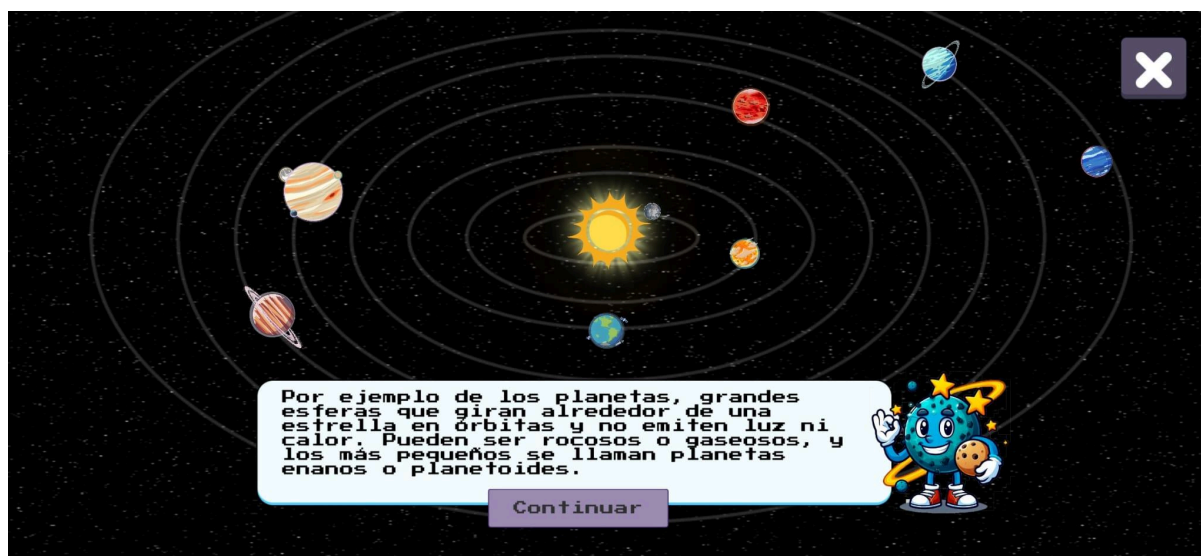 Por ejemplo de los planetas, grandes
esferas que giran alrededor de una
estrella en órbitas y no emiten luz ni
calor. Pueden ser rocosos o gaseosos, y
los más pequeños se llaman planetas
enanos o planetoides.
Continuar